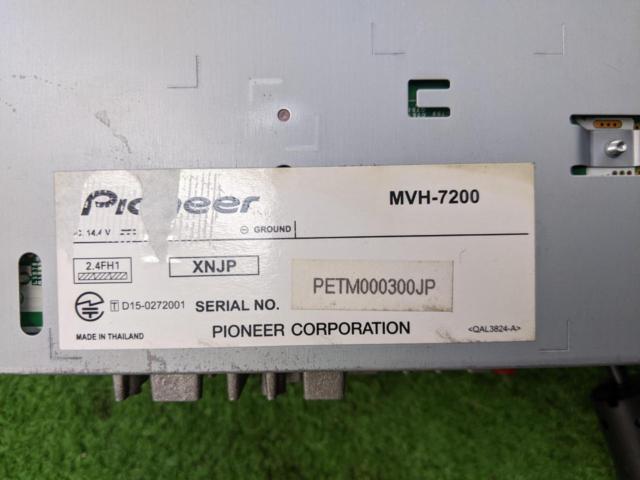 Pioneer
MVH-7200
14.4 V
⊖ GROUND
2.4FH1
XNJP
T D15-0272001
SERIAL NO.
PETM000300JP
MADE IN THAILAND
PIONEER CORPORATION
<QAL3824-A>